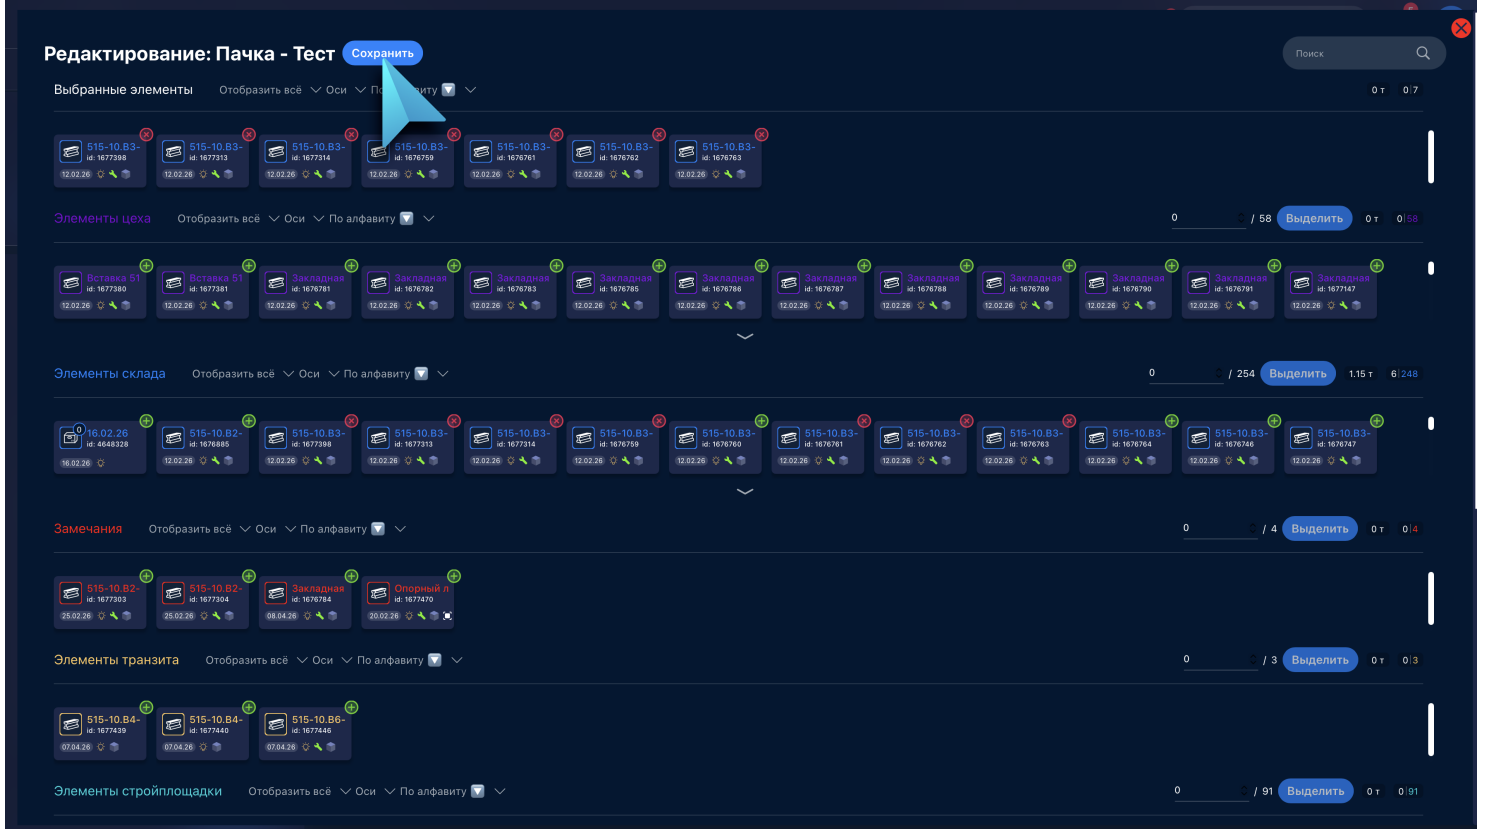 Редактирование: Пачка - Тест Сохранить Поиск
Выбранные элементы Отобразить всё Оси По алфавиту 0 т 0|7
515-10.В3- 515-10.В3- 515-10.В3- 515-10.В3- 515-10.В3- 515-10.В3- 515-10.В3-
id: 1677398 id: 1677313 id: 1677314 id: 1676759 id: 1676761 id: 1676762 id: 1676763
12.02.26 12.02.26 12.02.26 12.02.26 12.02.26 12.02.26 12.02.26
Элементы цеха Отобразить всё Оси По алфавиту 0 / 58 Выделить 0 т 0|58
Вставка 51 Вставка 51 Закладная Закладная Закладная Закладная Закладная Закладная Закладная Закладная Закладная Закладная Закладная
id: 1677380 id: 1677381 id: 1676781 id: 1676782 id: 1676783 id: 1676785 id: 1676786 id: 1676787 id: 1676788 id: 1676789 id: 1676790 id: 1676791 id: 1677147
12.02.26 12.02.26 12.02.26 12.02.26 12.02.26 12.02.26 12.02.26 12.02.26 12.02.26 12.02.26 12.02.26 12.02.26 12.02.26
Элементы склада Отобразить всё Оси По алфавиту 0 / 254 Выделить 1.15 т 6|248
0 16.02.26 515-10.В2- 515-10.В3- 515-10.В3- 515-10.В3- 515-10.В3- 515-10.В3- 515-10.В3- 515-10.В3- 515-10.В3- 515-10.В3- 515-10.В3- 515-10.В3-
id: 4648328 id: 1676885 id: 1677398 id: 1677313 id: 1677314 id: 1676759 id: 1676760 id: 1676761 id: 1676762 id: 1676763 id: 1676764 id: 1676746 id: 1676747
16.02.26 12.02.26 12.02.26 12.02.26 12.02.26 12.02.26 12.02.26 12.02.26 12.02.26 12.02.26 12.02.26 12.02.26 12.02.26
Замечания Отобразить всё Оси По алфавиту 0 / 4 Выделить 0 т 0|4
515-10.В2- 515-10.В2- Закладная Опорный л
id: 1677303 id: 1677304 id: 1676784 id: 1677470
25.02.26 25.02.26 08.04.26 20.02.26
Элементы транзита Отобразить всё Оси По алфавиту 0 / 3 Выделить 0 т 0|3
515-10.В4- 515-10.В4- 515-10.В6-
id: 1677439 id: 1677440 id: 1677446
07.04.26 07.04.26 07.04.26
Элементы стройплощадки Отобразить всё Оси По алфавиту 0 / 91 Выделить 0 т 0|91